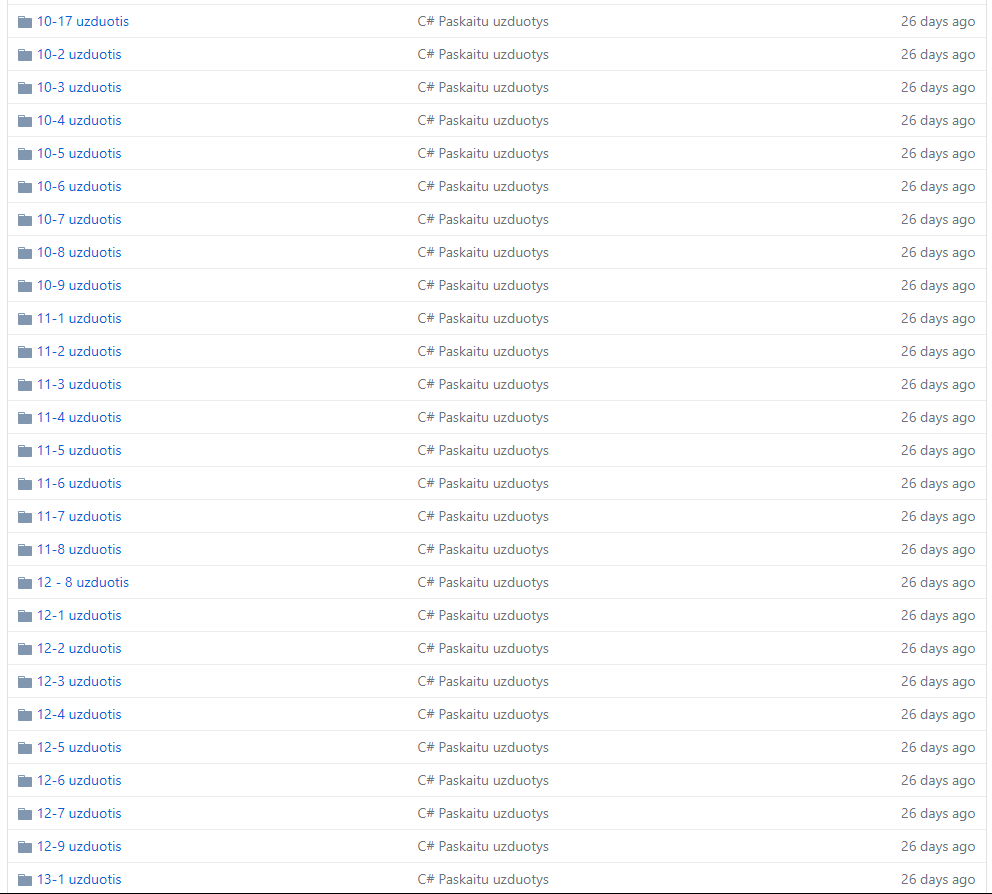 10-17 uzduotis C# Paskaitu uzduotys 26 days ago
10-2 uzduotis C# Paskaitu uzduotys 26 days ago
10-3 uzduotis C# Paskaitu uzduotys 26 days ago
10-4 uzduotis C# Paskaitu uzduotys 26 days ago
10-5 uzduotis C# Paskaitu uzduotys 26 days ago
10-6 uzduotis C# Paskaitu uzduotys 26 days ago
10-7 uzduotis C# Paskaitu uzduotys 26 days ago
10-8 uzduotis C# Paskaitu uzduotys 26 days ago
10-9 uzduotis C# Paskaitu uzduotys 26 days ago
11-1 uzduotis C# Paskaitu uzduotys 26 days ago
11-2 uzduotis C# Paskaitu uzduotys 26 days ago
11-3 uzduotis C# Paskaitu uzduotys 26 days ago
11-4 uzduotis C# Paskaitu uzduotys 26 days ago
11-5 uzduotis C# Paskaitu uzduotys 26 days ago
11-6 uzduotis C# Paskaitu uzduotys 26 days ago
11-7 uzduotis C# Paskaitu uzduotys 26 days ago
11-8 uzduotis C# Paskaitu uzduotys 26 days ago
12 - 8 uzduotis C# Paskaitu uzduotys 26 days ago
12-1 uzduotis C# Paskaitu uzduotys 26 days ago
12-2 uzduotis C# Paskaitu uzduotys 26 days ago
12-3 uzduotis C# Paskaitu uzduotys 26 days ago
12-4 uzduotis C# Paskaitu uzduotys 26 days ago
12-5 uzduotis C# Paskaitu uzduotys 26 days ago
12-6 uzduotis C# Paskaitu uzduotys 26 days ago
12-7 uzduotis C# Paskaitu uzduotys 26 days ago
12-9 uzduotis C# Paskaitu uzduotys 26 days ago
13-1 uzduotis C# Paskaitu uzduotys 26 days ago